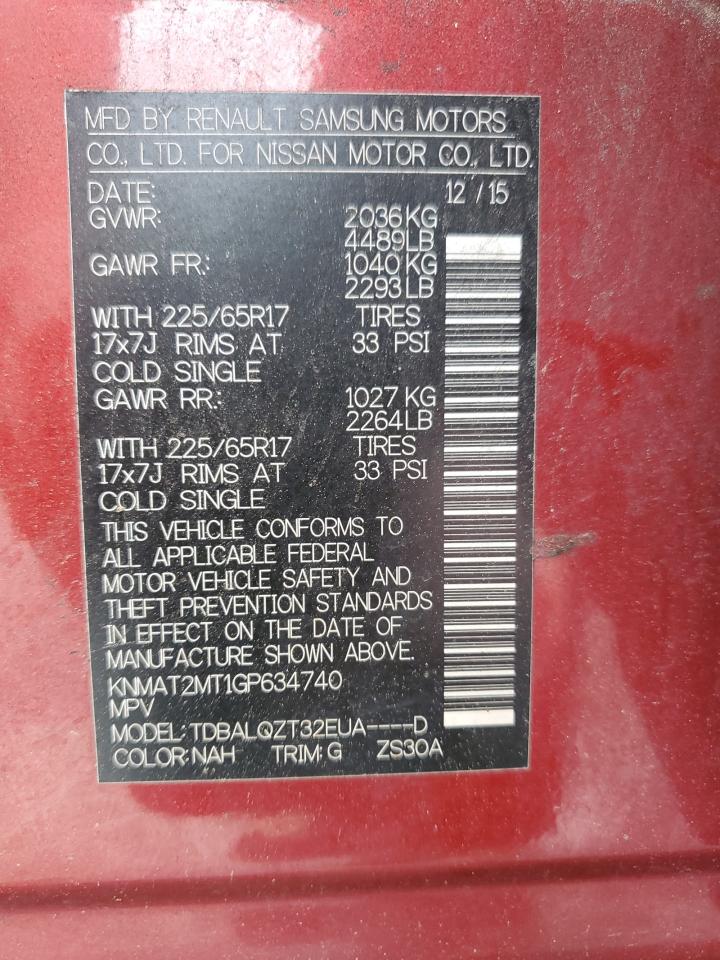 MFD BY RENAULT SAMSUNG MOTORS
CO., LTD. FOR NISSAN MOTOR CO., LTD.
DATE: 12 / 15
GVWR: 2036 KG
4489 LB
GAWR FR.: 1040 KG
2293 LB
WITH 225/65R17 TIRES
17x7J RIMS AT 33 PSI
COLD SINGLE
GAWR RR.: 1027 KG
2264 LB
WITH 225/65R17 TIRES
17x7J RIMS AT 33 PSI
COLD SINGLE
THIS VEHICLE CONFORMS TO
ALL APPLICABLE FEDERAL
MOTOR VEHICLE SAFETY AND
THEFT PREVENTION STANDARDS
IN EFFECT ON THE DATE OF
MANUFACTURE SHOWN ABOVE.
KNMAT2MT1GP634740
MPV
MODEL: TDBALQZT32EUA----D
COLOR: NAH TRIM: G ZS30A